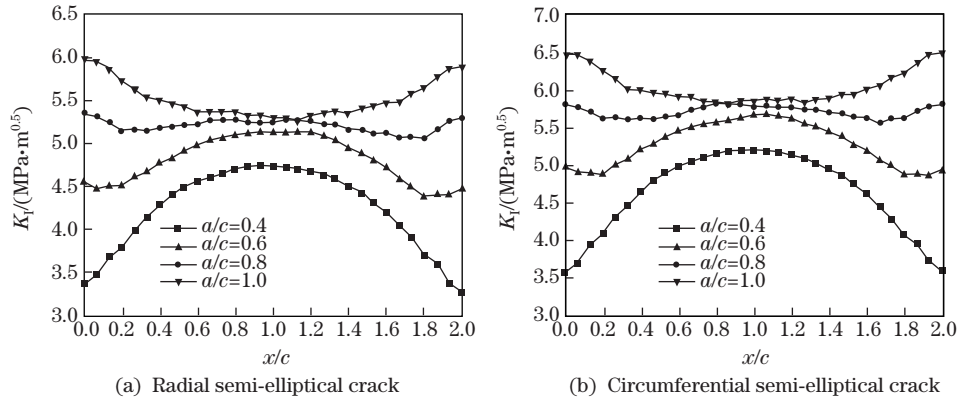 6.5
6.0
5.5
5.0
4.5
4.0
3.5
3.0
K_I/(MPa•m^0.5)
a/c=0.4
a/c=0.6
a/c=0.8
a/c=1.0
0.0 0.2 0.4 0.6 0.8 1.0 1.2 1.4 1.6 1.8 2.0
x/c
(a) Radial semi-elliptical crack
7.0
6.5
6.0
5.5
5.0
4.5
4.0
3.5
3.0
K_I/(MPa•m^0.5)
a/c=0.4
a/c=0.6
a/c=0.8
a/c=1.0
0.0 0.2 0.4 0.6 0.8 1.0 1.2 1.4 1.6 1.8 2.0
x/c
(b) Circumferential semi-elliptical crack